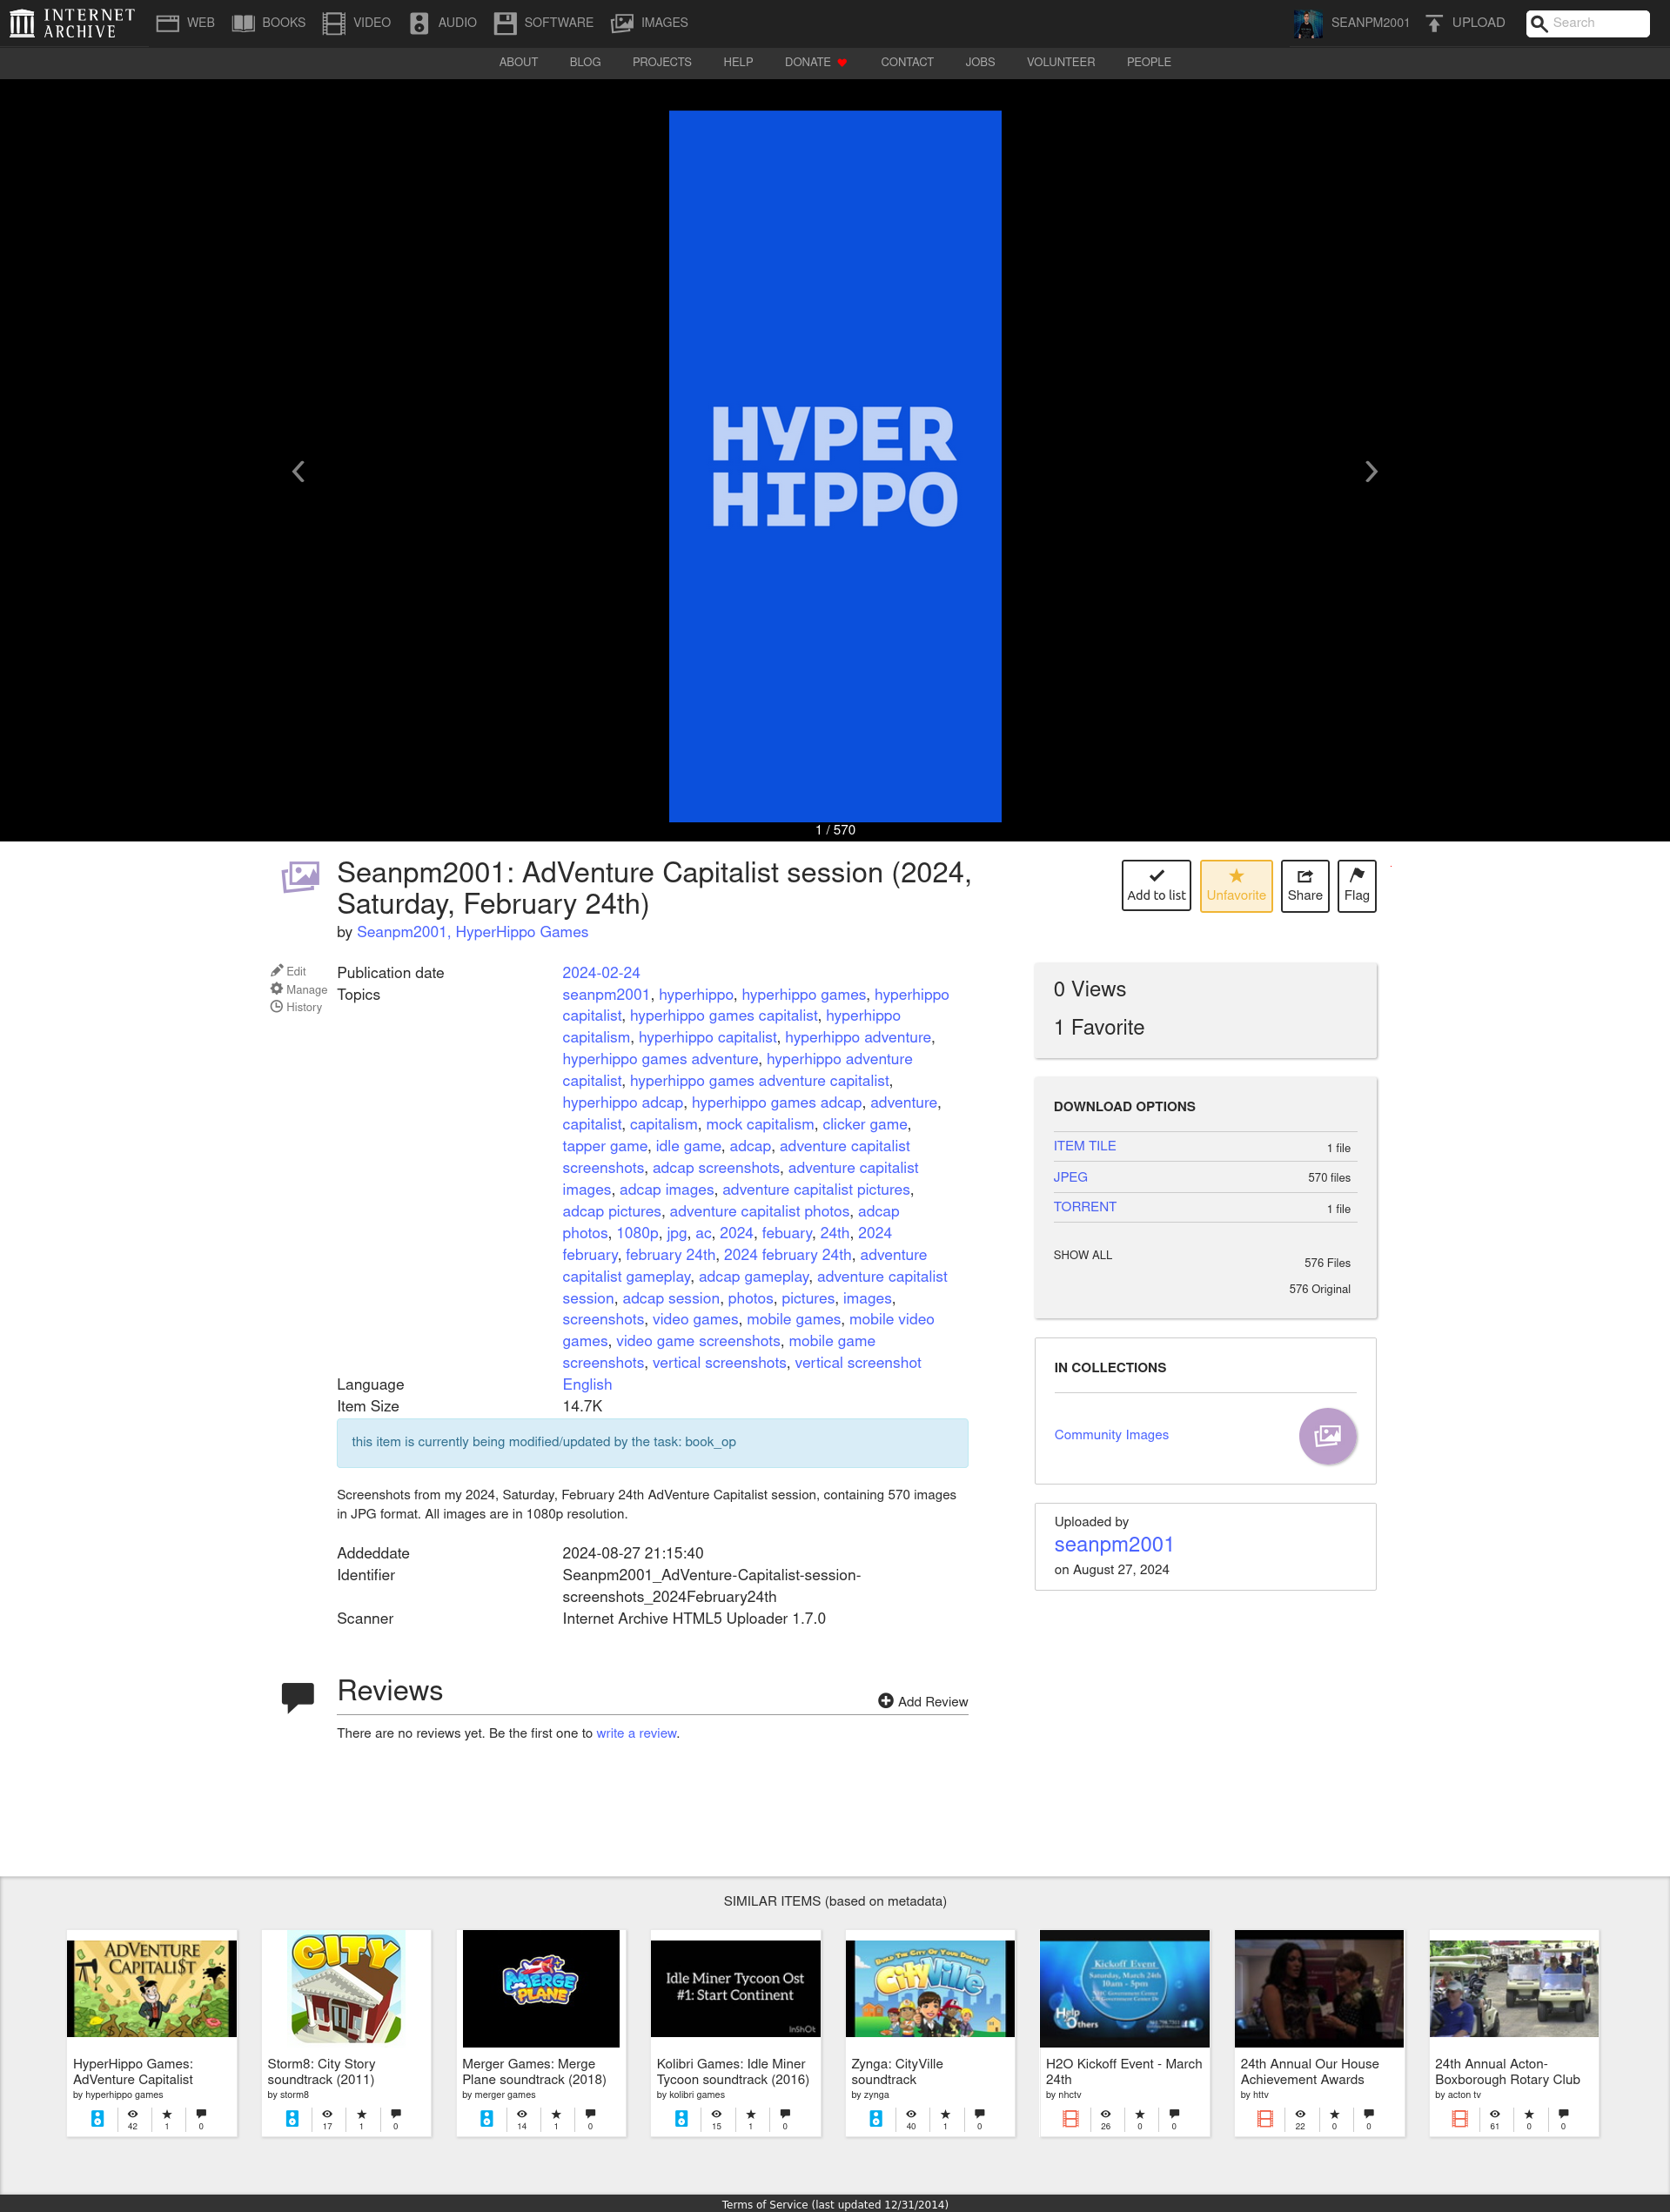 INTERNET
ARCHIVE
WEB
BOOKS
VIDEO
AUDIO
SOFTWARE
IMAGES
SEANPM2001
UPLOAD
Search
ABOUT
BLOG
PROJECTS
HELP
DONATE
CONTACT
JOBS
VOLUNTEER
PEOPLE
HYPER
HIPPO
1 / 570
Seanpm2001: AdVenture Capitalist session (2024,
Saturday, February 24th)
by Seanpm2001, HyperHippo Games
Add to list
Unfavorite
Share
Flag
Edit
Manage
History
Publication date
2024-02-24
Topics
seanpm2001, hyperhippo, hyperhippo games, hyperhippo
capitalist, hyperhippo games capitalist, hyperhippo
capitalism, hyperhippo capitalist, hyperhippo adventure,
hyperhippo games adventure, hyperhippo adventure
capitalist, hyperhippo games adventure capitalist,
hyperhippo adcap, hyperhippo games adcap, adventure,
capitalist, capitalism, mock capitalism, clicker game,
tapper game, idle game, adcap, adventure capitalist
screenshots, adcap screenshots, adventure capitalist
images, adcap images, adventure capitalist pictures,
adcap pictures, adventure capitalist photos, adcap
photos, 1080p, jpg, ac, 2024, febuary, 24th, 2024
february, february 24th, 2024 february 24th, adventure
capitalist gameplay, adcap gameplay, adventure capitalist
session, adcap session, photos, pictures, images,
screenshots, video games, mobile games, mobile video
games, video game screenshots, mobile game
screenshots, vertical screenshots, vertical screenshot
Language
English
Item Size
14.7K
this item is currently being modified/updated by the task: book_op
Screenshots from my 2024, Saturday, February 24th AdVenture Capitalist session, containing 570 images
in JPG format. All images are in 1080p resolution.
Addeddate
2024-08-27 21:15:40
Identifier
Seanpm2001_AdVenture-Capitalist-session-
screenshots_2024February24th
Scanner
Internet Archive HTML5 Uploader 1.7.0
0 Views
1 Favorite
DOWNLOAD OPTIONS
ITEM TILE
1 file
JPEG
570 files
TORRENT
1 file
SHOW ALL
576 Files
576 Original
IN COLLECTIONS
Community Images
Uploaded by
seanpm2001
on August 27, 2024
Reviews
Add Review
There are no reviews yet. Be the first one to write a review.
SIMILAR ITEMS (based on metadata)
ADVENTURE
CAPITALI$T
HyperHippo Games:
AdVenture Capitalist
by hyperhippo games
42
1
0
CITY
Storm8: City Story
soundtrack (2011)
by storm8
17
1
0
MERGE
PLANE
Merger Games: Merge
Plane soundtrack (2018)
by merger games
14
1
0
Idle Miner Tycoon Ost
#1: Start Continent
InShOt
Kolibri Games: Idle Miner
Tycoon soundtrack (2016)
by kolibri games
15
1
0
BUILD THE CITY OF YOUR DREAMS!
CityVille
Zynga: CityVille
soundtrack
by zynga
40
1
0
Kickoff Event
Saturday, March 24th
10am - 5pm
Help
Others
H2O Kickoff Event - March
24th
by nhctv
26
0
0
24th Annual Our House
Achievement Awards
by httv
22
0
0
24th Annual Acton-
Boxborough Rotary Club
by acton tv
61
0
0
Terms of Service (last updated 12/31/2014)